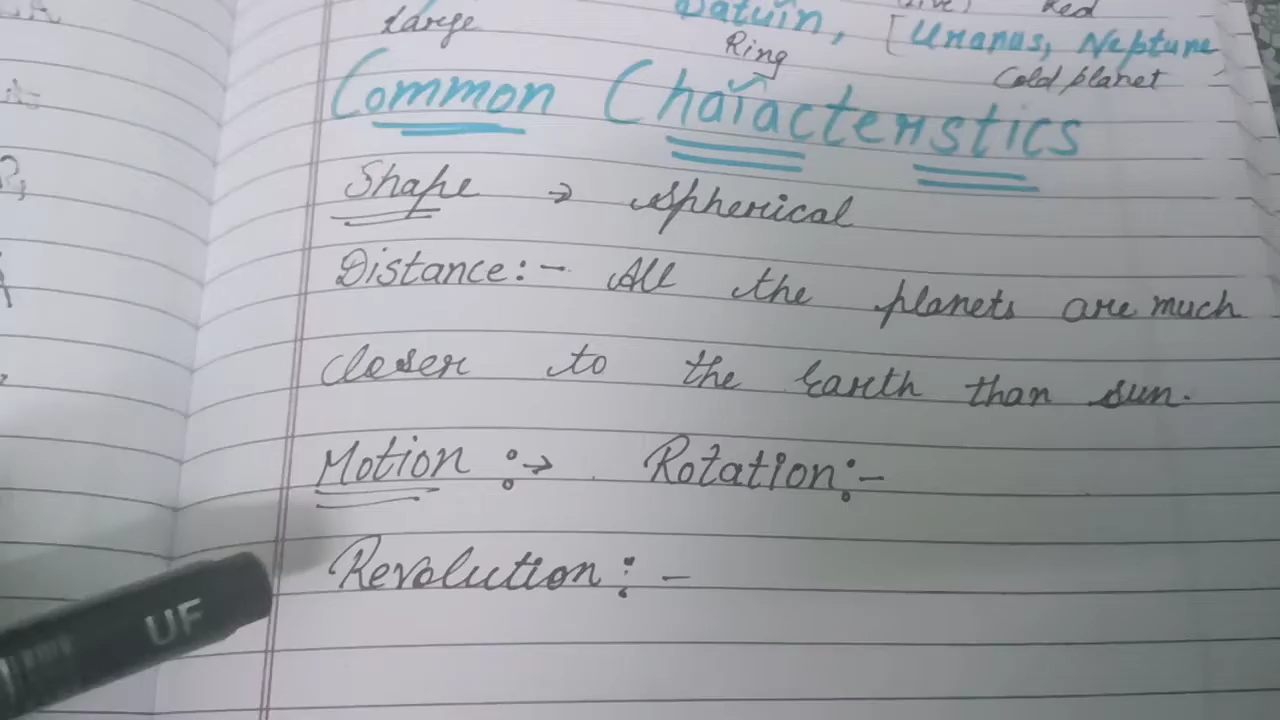 Red
Large Saturn, [Uranus, Neptune
Ring Cold planet
Common Characteristics
Shape → Spherical
Distance:- All the planets are much
closer to the Earth than sun.
Motion :→ Rotation:-
Revolution: -
UF